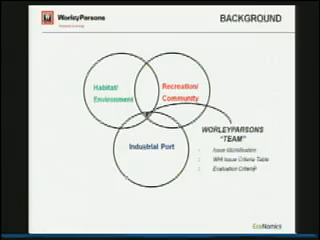 WorleyParsons
BACKGROUND
Habitat/
Environment
Recreation/
Community
Industrial Port
WORLEYPARSONS
"TEAM"
Issue Identification
Evaluation Criteria
EcoNomics